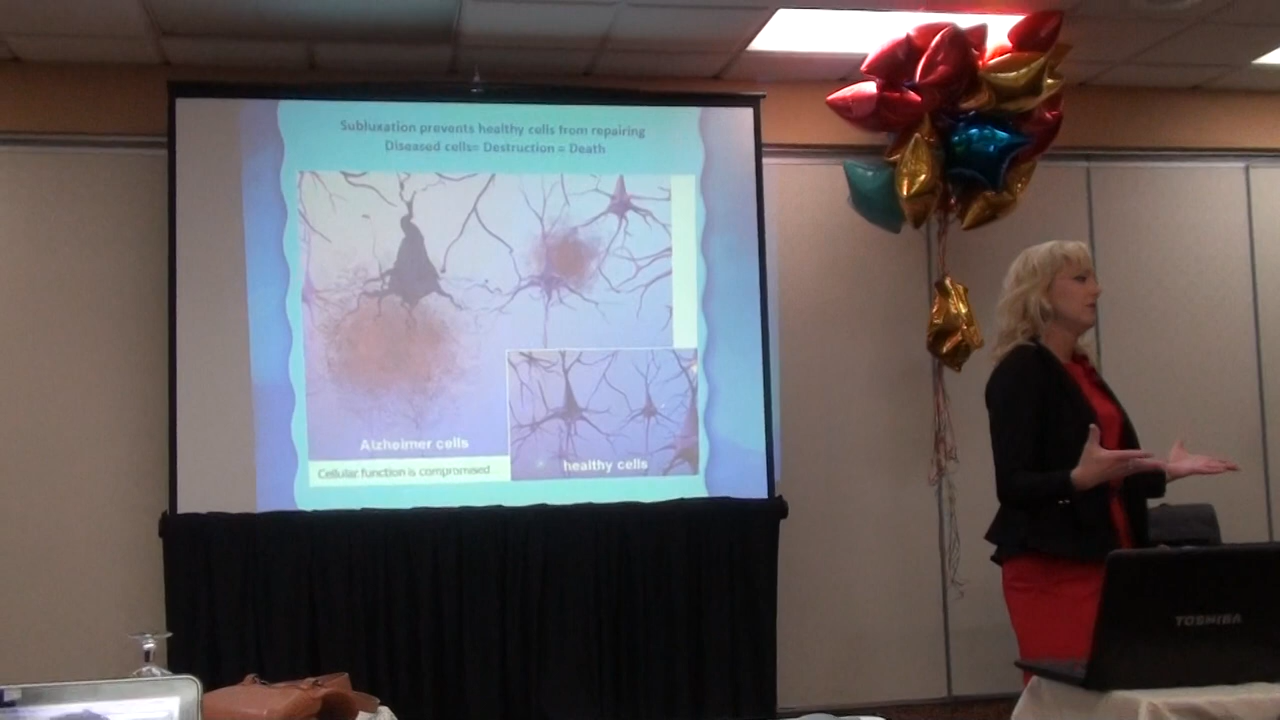 Subluxation prevents healthy cells from repairing
Diseased cells= Destruction = Death
Alzheimer cells
Cellular function is compromised
healthy cells
TOSHIBA